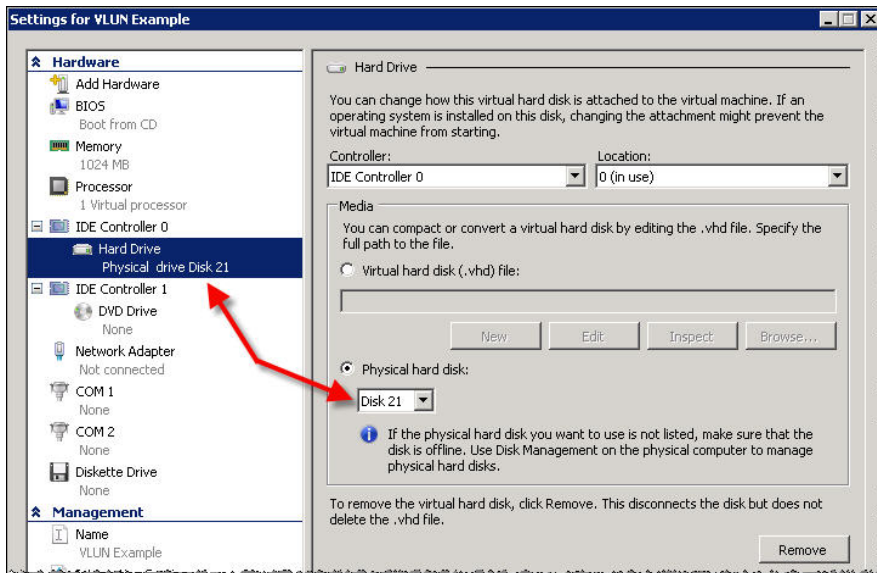 Settings for VLUN Example
Hardware
Add Hardware
BIOS
Boot from CD
Memory
1024 MB
Processor
1 Virtual processor
IDE Controller 0
Hard Drive
Physical drive Disk 21
IDE Controller 1
DVD Drive
None
Network Adapter
Not connected
COM 1
None
COM 2
None
Diskette Drive
None
Management
Name
VLUN Example
Hard Drive
You can change how this virtual hard disk is attached to the virtual machine. If an
operating system is installed on this disk, changing the attachment might prevent the
virtual machine from starting.
Controller:
Location:
IDE Controller 0
0 (in use)
Media
You can compact or convert a virtual hard disk by editing the .vhd file. Specify the
full path to the file.
Virtual hard disk (.vhd) file:
New
Edit
Inspect
Browse...
Physical hard disk:
Disk 21
If the physical hard disk you want to use is not listed, make sure that the
disk is offline. Use Disk Management on the physical computer to manage
physical hard disks.
To remove the virtual hard disk, click Remove. This disconnects the disk but does not
delete the .vhd file.
Remove